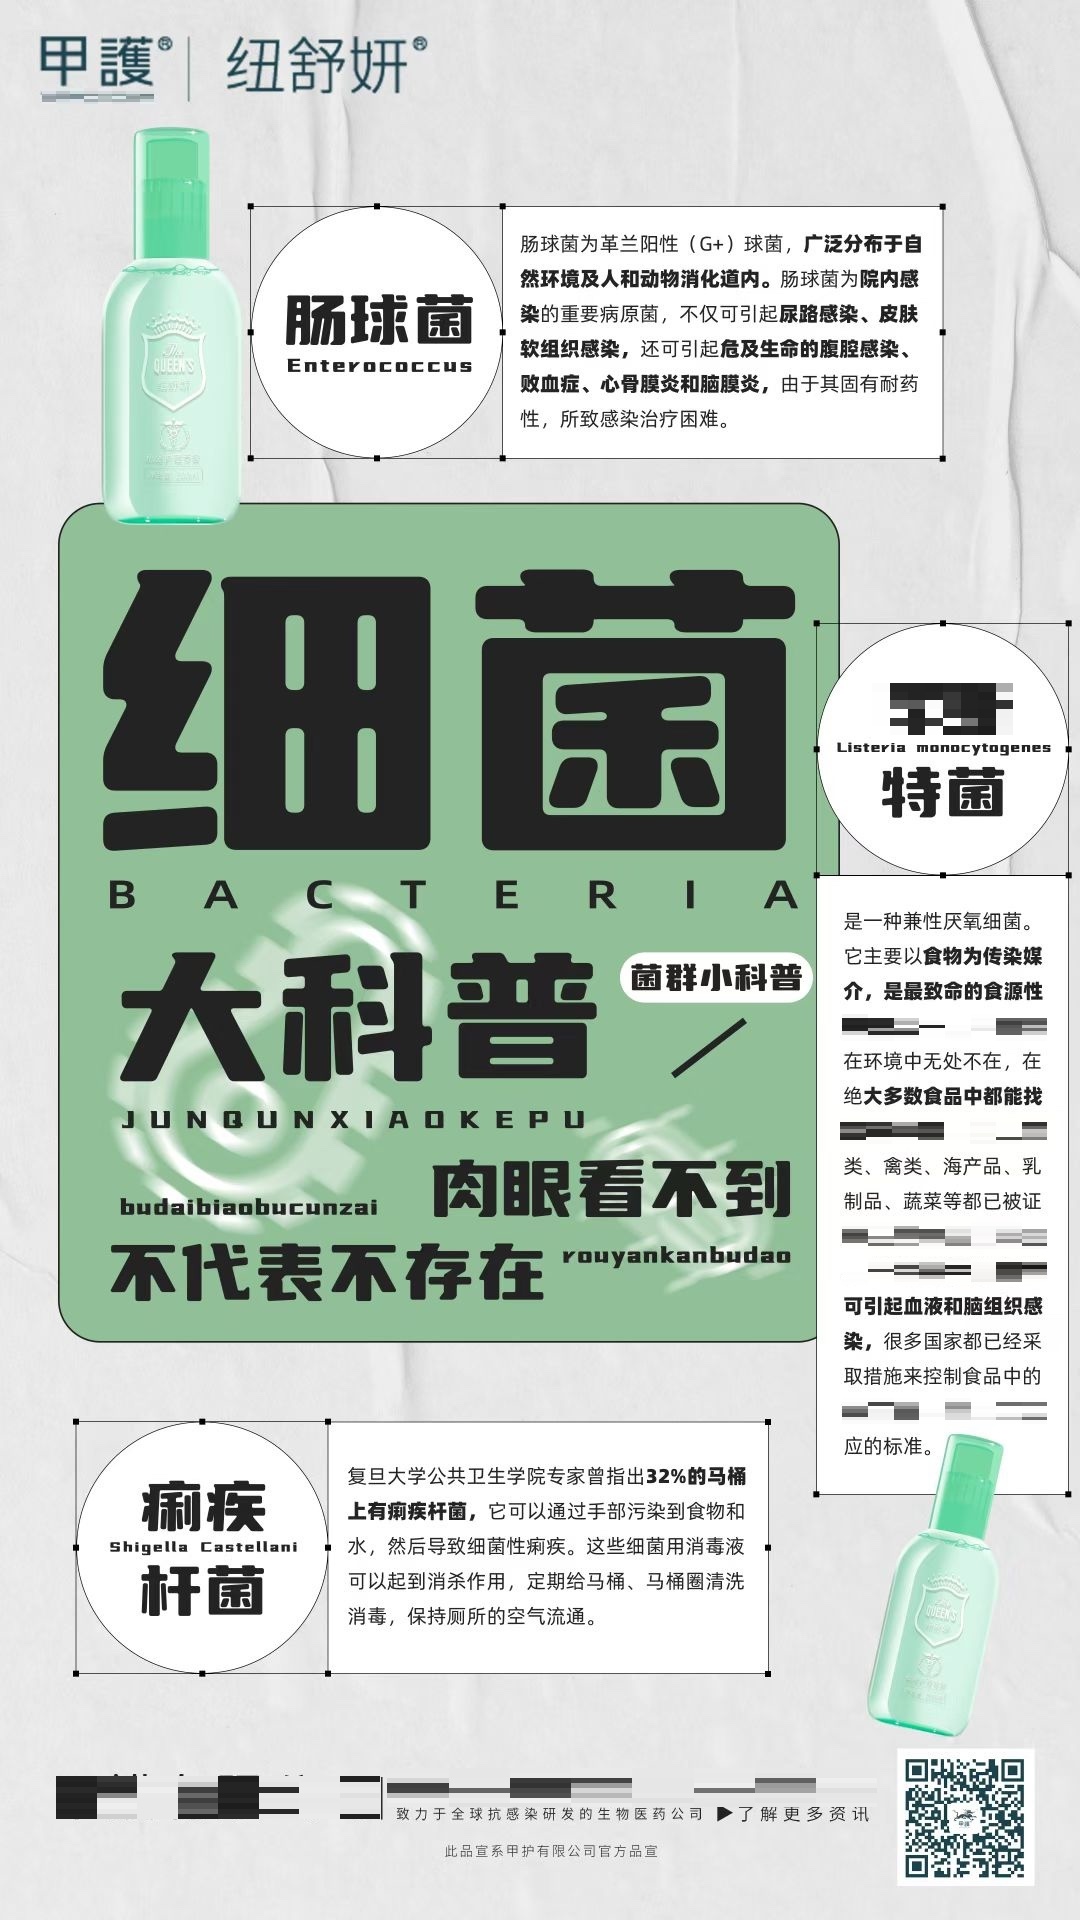 甲護® | 纽舒妍®
肠球菌
Enterococcus
肠球菌为革兰阳性（G+）球菌，广泛分布于自
然环境及人和动物消化道内。肠球菌为院内感
染的重要病原菌，不仅可引起尿路感染、皮肤
软组织感染，还可引起危及生命的腹腔感染、
败血症、心骨膜炎和脑膜炎，由于其固有耐药
性，所致感染治疗困难。
The
QUEEN'S
细菌
BACTERIA
大科普
菌群小科普
JUNQUNXIAOKEPU
肉眼看不到
budaibiaobucunzai
不代表不存在
rouyankanbudao
Listeria monocytogenes
特菌
是一种兼性厌氧细菌。
它主要以食物为传染媒
介，是最致命的食源性
在环境中无处不在，在
绝大多数食品中都能找
类、禽类、海产品、乳
制品、蔬菜等都已被证
可引起血液和脑组织感
染，很多国家都已经采
取措施来控制食品中的
应的标准。
痢疾
Shigella Castellani
杆菌
复旦大学公共卫生学院专家曾指出32%的马桶
上有痢疾杆菌，它可以通过手部污染到食物和
水，然后导致细菌性痢疾。这些细菌用消毒液
可以起到消杀作用，定期给马桶、马桶圈清洗
消毒，保持厕所的空气流通。
QUEEN'S
致力于全球抗感染研发的生物医药公司 ▶了解更多资讯
此品宣系甲护有限公司官方品宣